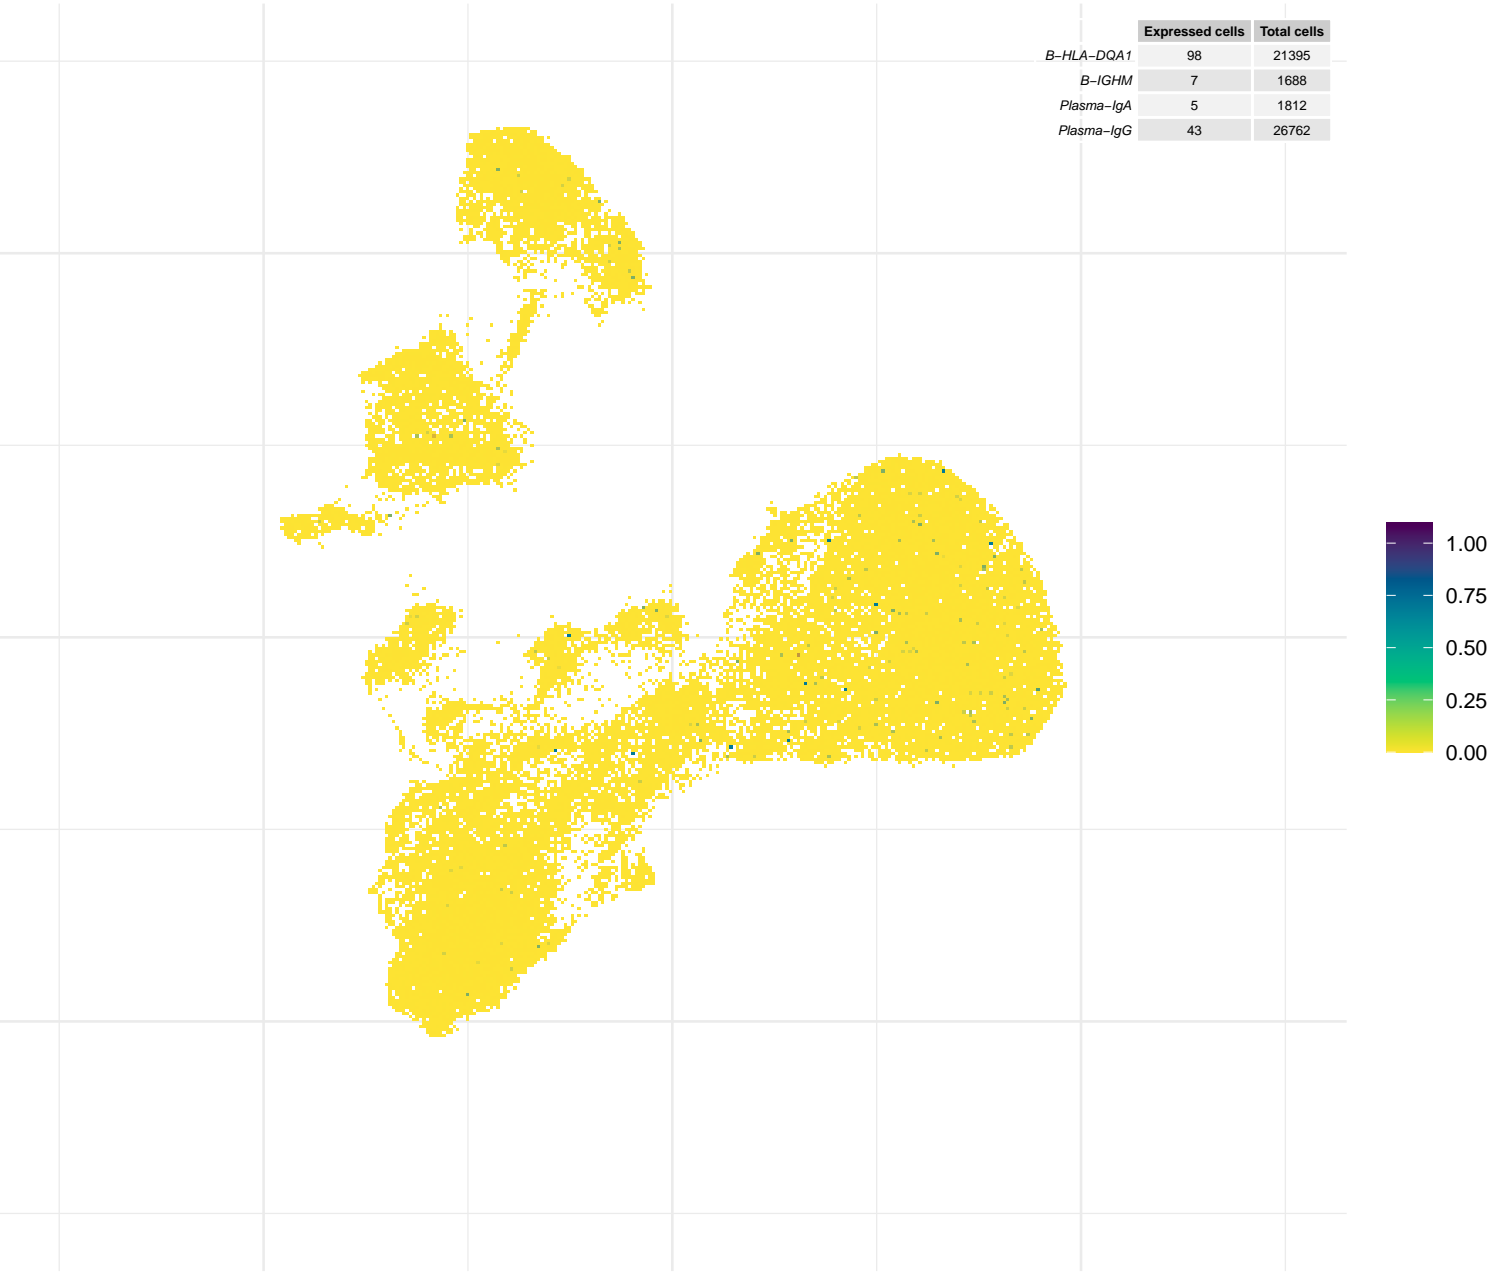 Expressed cells Total cells
B−HLA−DQA1 98 21395
B−IGHM 7 1688
Plasma−IgA 5 1812
Plasma−IgG 43 26762
1.00
0.75
0.50
0.25
0.00